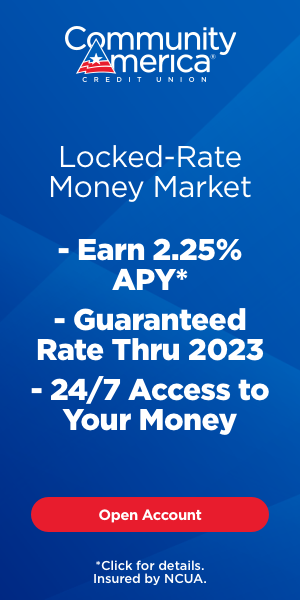 Community
America®
CREDIT UNION
Locked-Rate
Money Market
- Earn 2.25%
APY*
- Guaranteed
Rate Thru 2023
- 24/7 Access to
Your Money
Open Account
*Click for details.
Insured by NCUA.